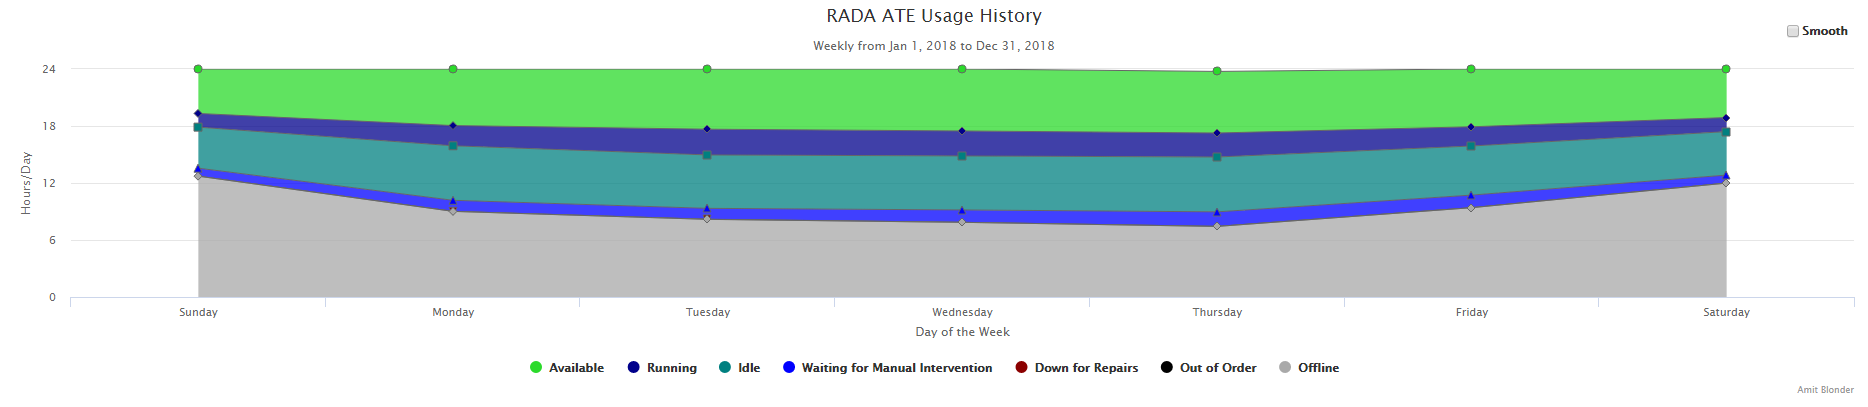 RADA ATE Usage History
Weekly from Jan 1, 2018 to Dec 31, 2018
Smooth
Hours/Day
24
18
12
6
0
Sunday Monday Tuesday Wednesday Thursday Friday Saturday
Day of the Week
Available Running Idle Waiting for Manual Intervention Down for Repairs Out of Order Offline
Amit Blonder